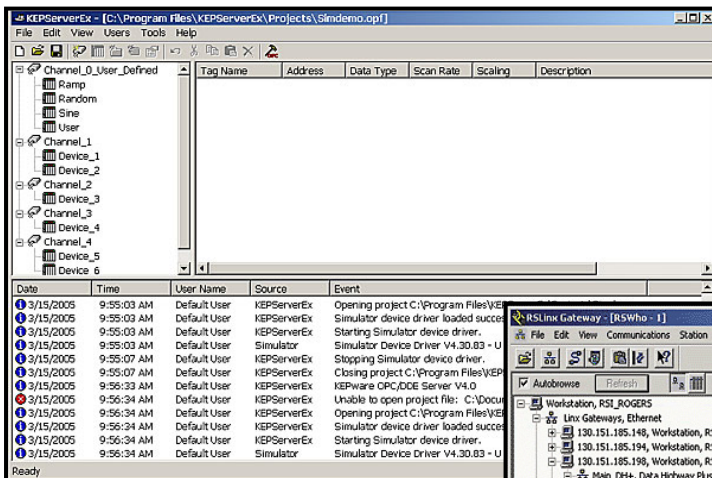 KEPServerEx - [C:\Program Files\KEPServerEx\Projects\Simdemo.opf]
File Edit View Users Tools Help
Channel_0_User_Defined
Ramp
Random
Sine
User
Channel_1
Device_1
Device_2
Channel_2
Device_3
Channel_3
Device_4
Channel_4
Device_5
Device_6
Tag Name Address Data Type Scan Rate Scaling Description
Date Time User Name Source Event
3/15/2005 9:55:03 AM Default User KEPServerEx Opening project C:\Program Files\KE
3/15/2005 9:55:03 AM Default User KEPServerEx Simulator device driver loaded succes
3/15/2005 9:55:03 AM Default User KEPServerEx Starting Simulator device driver.
3/15/2005 9:55:03 AM Default User Simulator Simulator Device Driver V4.30.83 - U
3/15/2005 9:55:07 AM Default User KEPServerEx Stopping Simulator device driver.
3/15/2005 9:55:07 AM Default User KEPServerEx Closing project C:\Program Files\KEP
3/15/2005 9:56:33 AM Default User KEPServerEx KEPware OPC/DDE Server V4.0
3/15/2005 9:56:34 AM Default User KEPServerEx Unable to open project file: C:\Docu
3/15/2005 9:56:34 AM Default User KEPServerEx Opening project C:\Program Files\KE
3/15/2005 9:56:34 AM Default User KEPServerEx Simulator device driver loaded succes
3/15/2005 9:56:34 AM Default User KEPServerEx Starting Simulator device driver.
3/15/2005 9:56:34 AM Default User Simulator Simulator Device Driver V4.30.83 - U
Ready
RSLinx Gateway - [RSWho - 1]
File Edit View Communications Station
Autobrowse Refresh
Workstation, RSI_ROGERS
Linx Gateways, Ethernet
130.151.185.148, Workstation, R
130.151.185.194, Workstation, R
130.151.185.198, Workstation, R
Main_DH+, Data Highway Plus